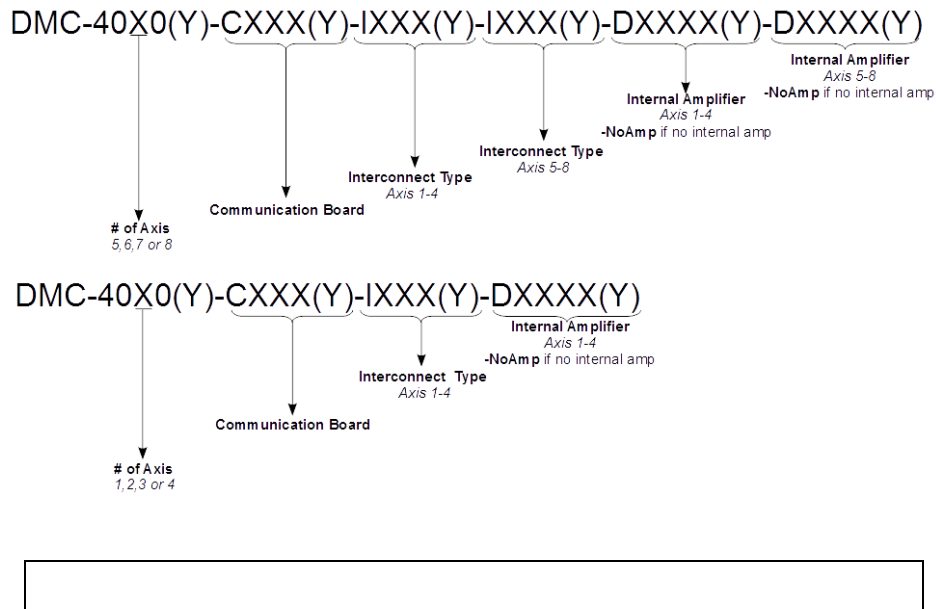 DMC-40X0(Y)-CXXX(Y)-IXXX(Y)-IXXX(Y)-DXXXX(Y)-DXXXX(Y)
Internal Amplifier
Axis 5-8
-NoAmp if no internal amp
Internal Amplifier
Axis 1-4
-NoAmp if no internal amp
Interconnect Type
Axis 5-8
Interconnect Type
Axis 1-4
Communication Board
# of Axis
5,6,7 or 8
DMC-40X0(Y)-CXXX(Y)-IXXX(Y)-DXXXX(Y)
Internal Amplifier
Axis 1-4
-NoAmp if no internal amp
Interconnect Type
Axis 1-4
Communication Board
# of Axis
1,2,3 or 4